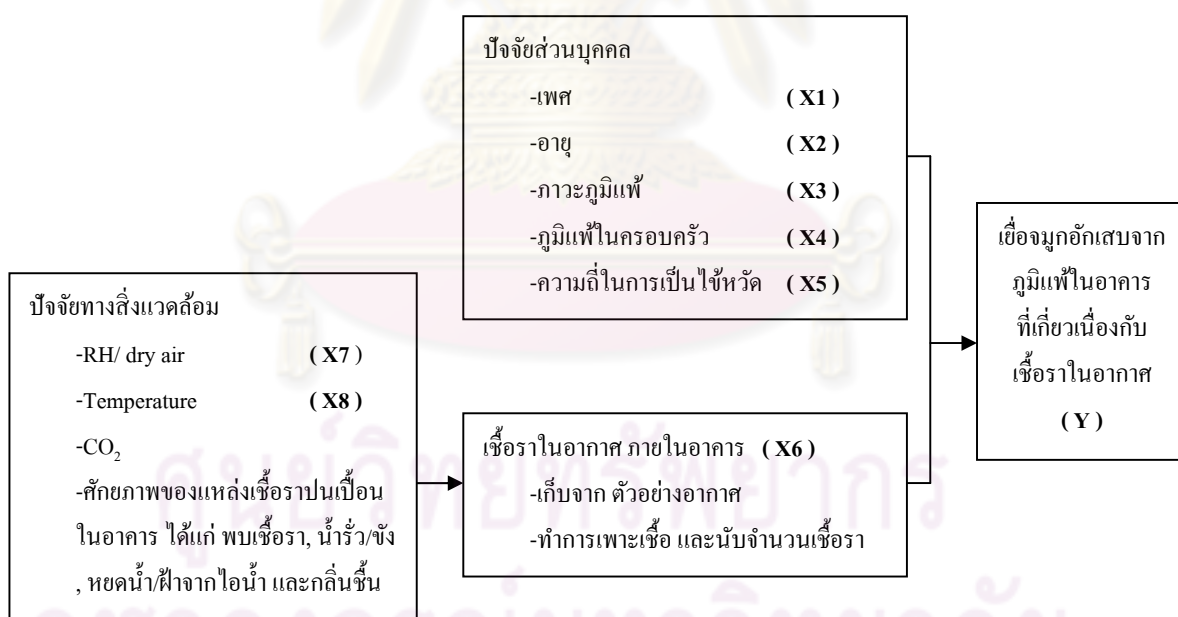 ปัจจัยส่วนบุคคล
-เพศ ( X1 )
-อายุ ( X2 )
-ภาวะภูมิแพ้ ( X3 )
-ภูมิแพ้ในครอบครัว ( X4 )
-ความถี่ในการเป็นไข้หวัด ( X5 )
ปัจจัยทางสิ่งแวดล้อม
-RH/ dry air ( X7 )
-Temperature ( X8 )
-CO2
-ศักยภาพของแหล่งเชื้อราปนเปื้อน
ในอาคาร ได้แก่ พบเชื้อรา, น้ำรั่ว/ขัง
, หยดน้ำ/ฝ้าจากไอน้ำ และกลิ่นชื้น
เชื้อราในอากาศ ภายในอาคาร ( X6 )
-เก็บจาก ตัวอย่างอากาศ
-ทำการเพาะเชื้อ และนับจำนวนเชื้อรา
เยื่อจมูกอักเสบจาก
ภูมิแพ้ในอาคาร
ที่เกี่ยวเนื่องกับ
เชื้อราในอากาศ
( Y )
ศูนย์วิทยทรัพยากร